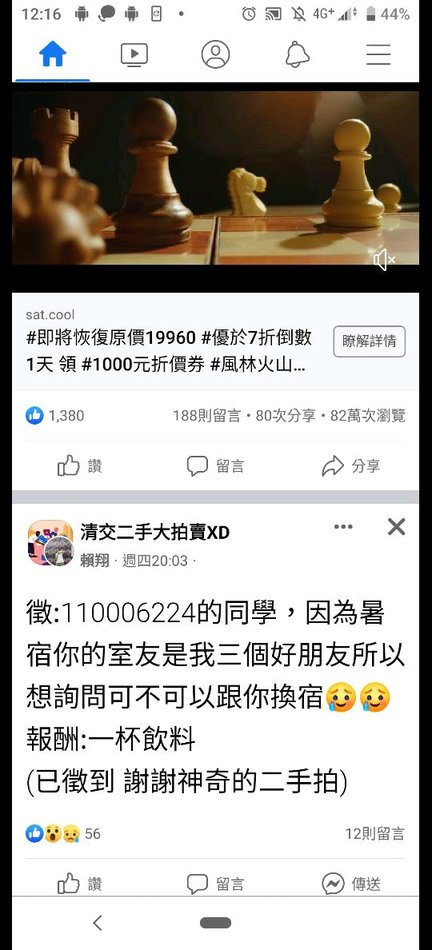 12:16
4G+
44%
sat.cool
#即將恢復原價19960 #優於7折倒數
1天 領 #1000元折價券 #風林火山...
瞭解詳情
1,380
188則留言・80次分享・82萬次瀏覽
讚
留言
分享
清交二手大拍賣XD
賴翔 · 週四20:03 ·
徵:110006224的同學，因為暑
宿你的室友是我三個好朋友所以
想詢問可不可以跟你換宿🥲🥲
報酬:一杯飲料
(已徵到 謝謝神奇的二手拍)
56
12則留言
讚
留言
傳送